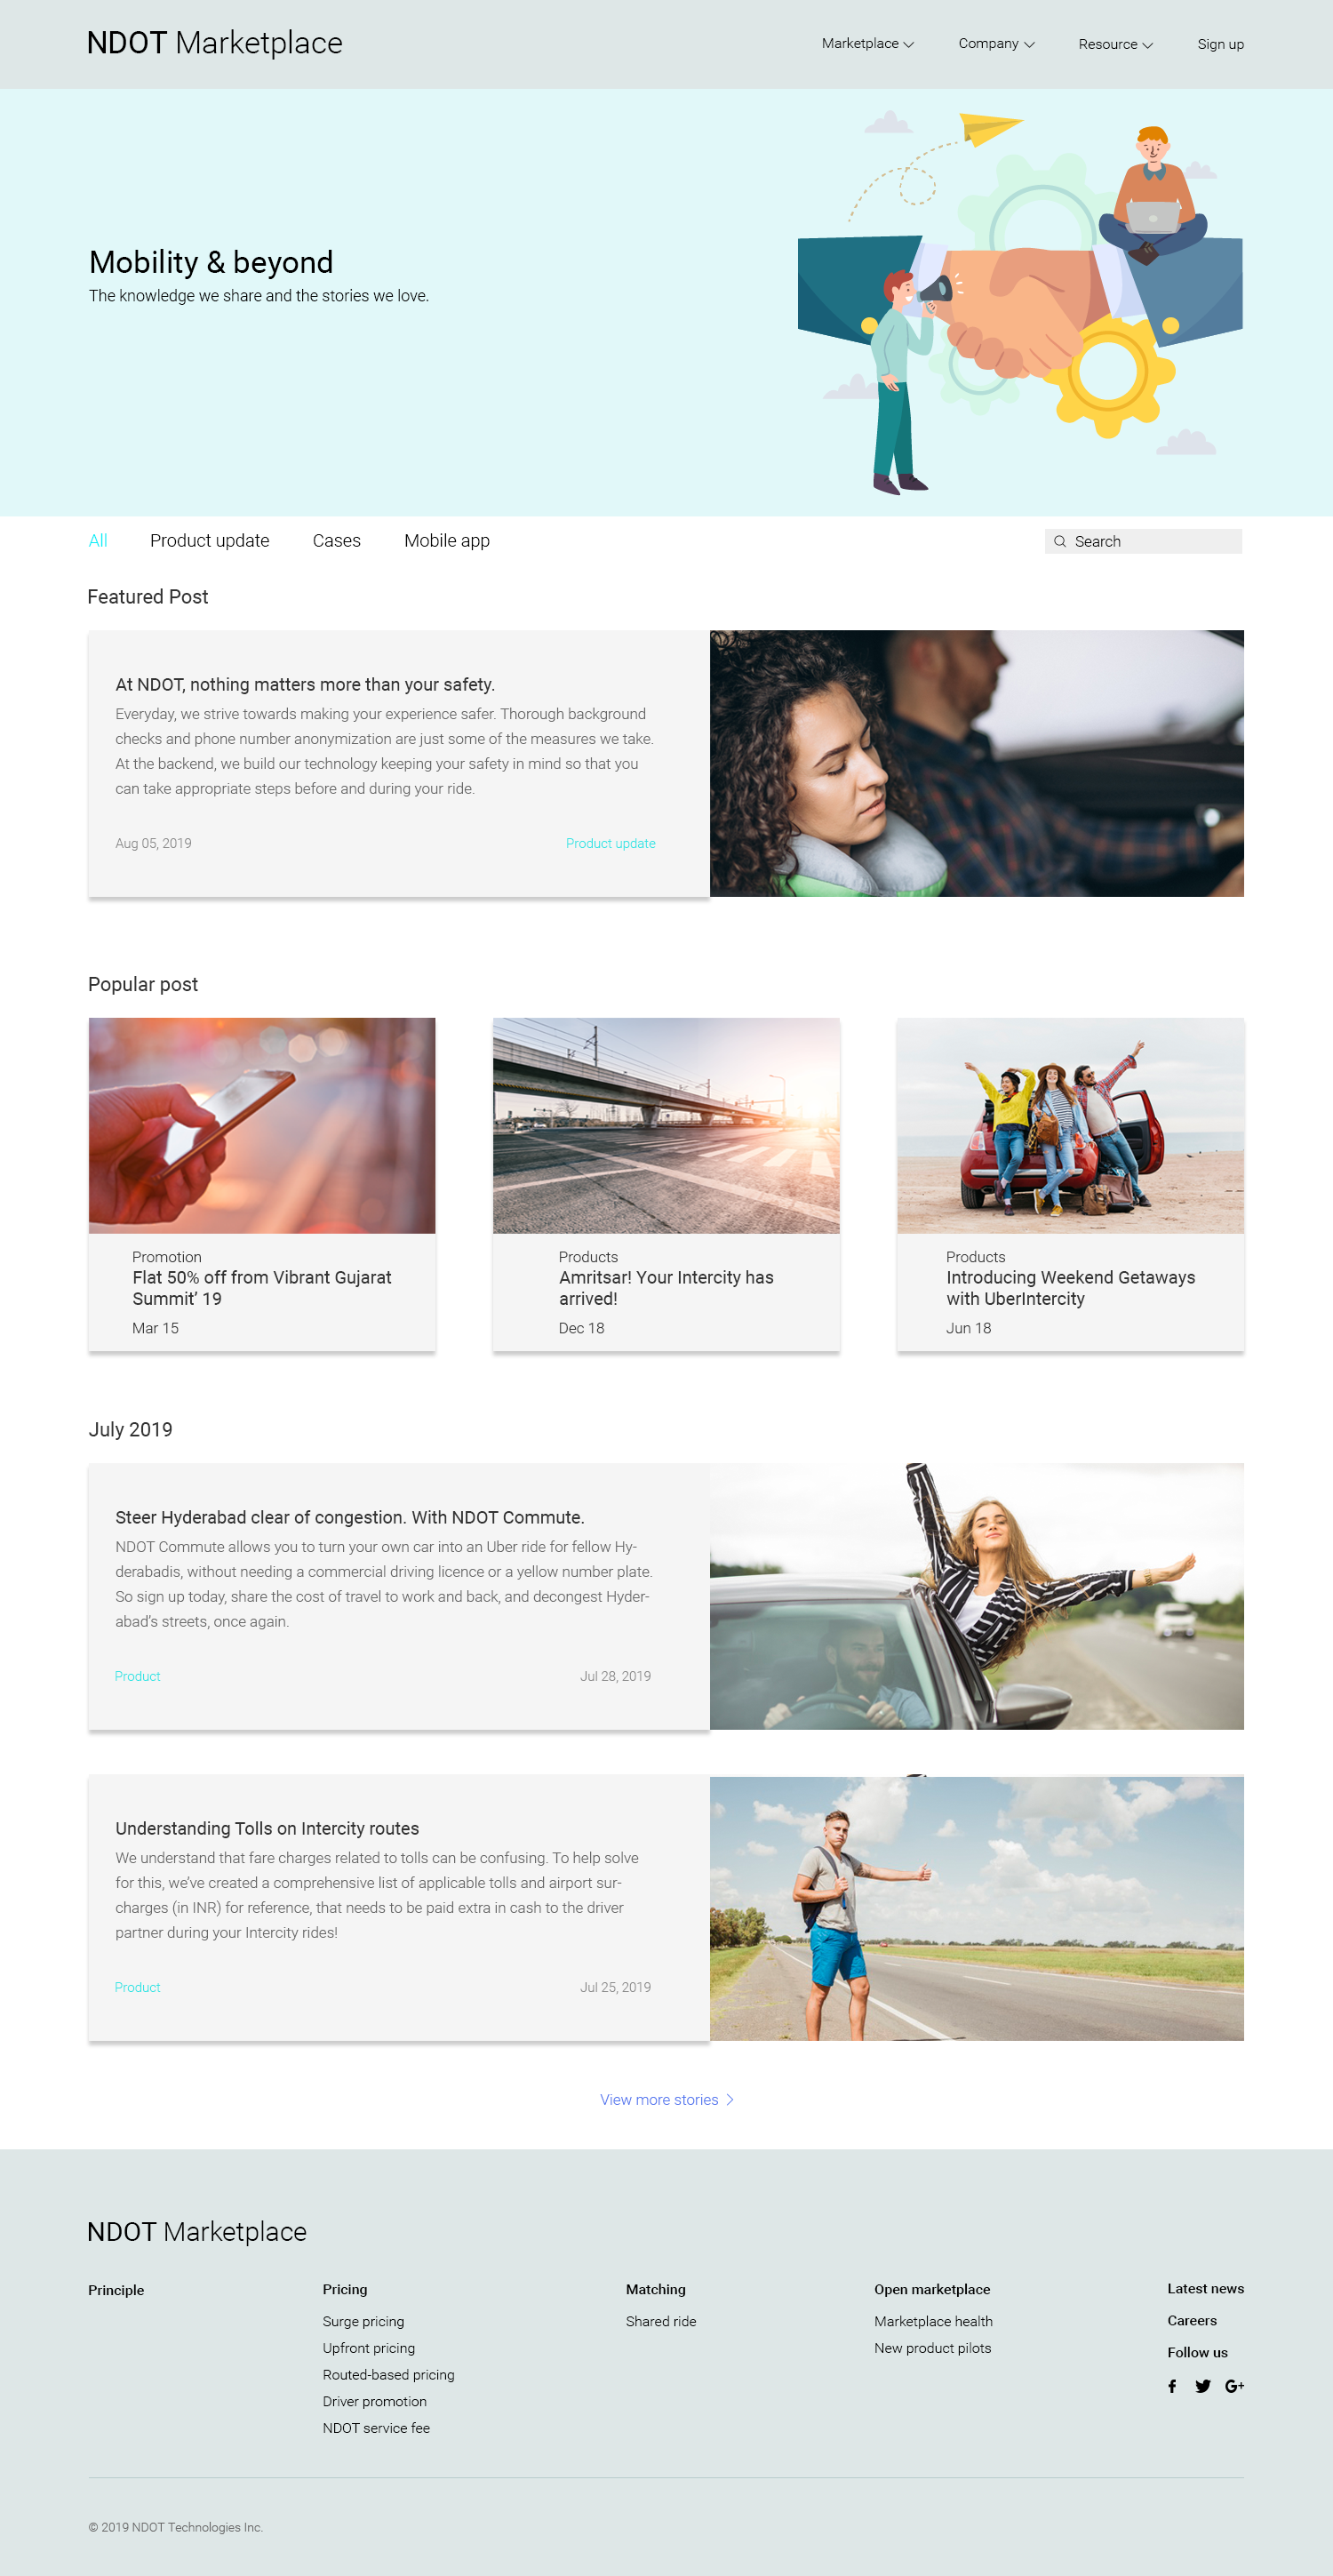 NDOT Marketplace
Marketplace
Company
Resource
Sign up
Mobility & beyond
The knowledge we share and the stories we love.
All
Product update
Cases
Mobile app
Search
Featured Post
At NDOT, nothing matters more than your safety.
Everyday, we strive towards making your experience safer. Thorough background
checks and phone number anonymization are just some of the measures we take.
At the backend, we build our technology keeping your safety in mind so that you
can take appropriate steps before and during your ride.
Aug 05, 2019
Product update
Popular post
Promotion
Flat 50% off from Vibrant Gujarat
Summit’ 19
Mar 15
Products
Amritsar! Your Intercity has
arrived!
Dec 18
Products
Introducing Weekend Getaways
with UberIntercity
Jun 18
July 2019
Steer Hyderabad clear of congestion. With NDOT Commute.
NDOT Commute allows you to turn your own car into an Uber ride for fellow Hy-
derabadis, without needing a commercial driving licence or a yellow number plate.
So sign up today, share the cost of travel to work and back, and decongest Hyder-
abad’s streets, once again.
Product
Jul 28, 2019
Understanding Tolls on Intercity routes
We understand that fare charges related to tolls can be confusing. To help solve
for this, we’ve created a comprehensive list of applicable tolls and airport sur-
charges (in INR) for reference, that needs to be paid extra in cash to the driver
partner during your Intercity rides!
Product
Jul 25, 2019
View more stories
NDOT Marketplace
Principle
Pricing
Surge pricing
Upfront pricing
Routed-based pricing
Driver promotion
NDOT service fee
Matching
Shared ride
Open marketplace
Marketplace health
New product pilots
Latest news
Careers
Follow us
© 2019 NDOT Technologies Inc.